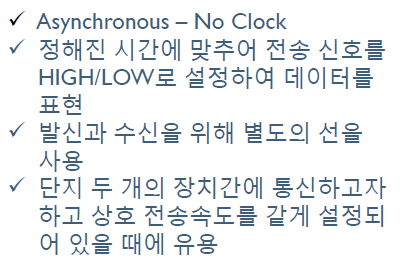 ✓ Asynchronous – No Clock
✓ 정해진 시간에 맞추어 전송 신호를
HIGH/LOW로 설정하여 데이터를
표현
✓ 발신과 수신을 위해 별도의 선을
사용
✓ 단지 두 개의 장치간에 통신하고자
하고 상호 전송속도를 같게 설정되
어 있을 때에 유용